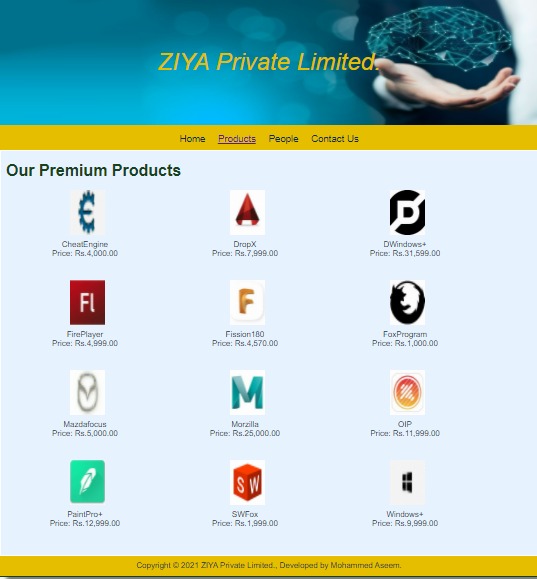 ZIYA Private Limited.
Home Products People Contact Us
Our Premium Products
CheatEngine DropX DWindows+
Price: Rs.4,000.00 Price: Rs.7,999.00 Price: Rs.31,599.00
Fl F
FirePlayer Fission180 FoxProgram
Price: Rs.4,999.00 Price: Rs.4,570.00 Price: Rs.1,000.00
M
Mazdafocus Morzilla OIP
Price: Rs.5,000.00 Price: Rs.25,000.00 Price: Rs.11,999.00
SW
PaintPro+ SWFox Windows+
Price: Rs.12,999.00 Price: Rs.1,999.00 Price: Rs.9,999.00
Copyright © 2021 ZIYA Private Limited., Developed by Mohammed Aseem.